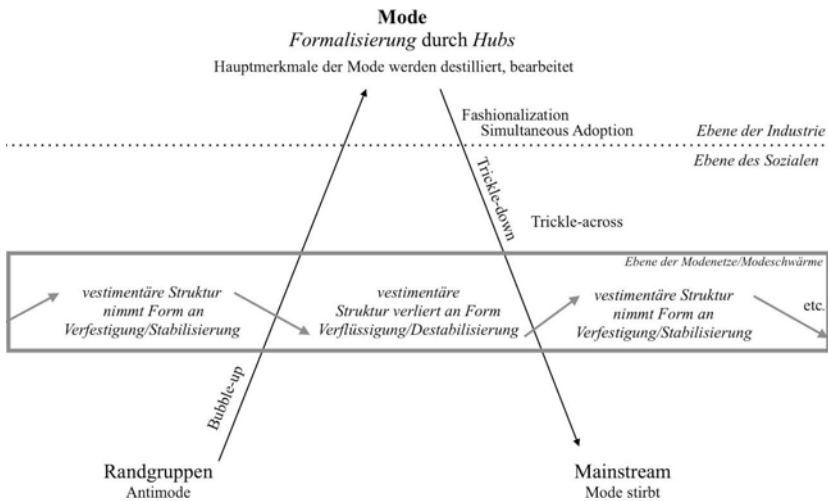 Mode
Formalisierung durch Hubs
Hauptmerkmale der Mode werden destilliert, bearbeitet
Fashionalization
Simultaneous Adoption
Ebene der Industrie
Ebene des Sozialen
Trickle-down
Trickle-across
Ebene der Modenetze/Modeschwärme
vestimentäre Struktur
nimmt Form an
Verfestigung/Stabilisierung
vestimentäre
Struktur verliert an Form
Verflüssigung/Destabilisierung
vestimentäre Struktur
nimmt Form an
Verfestigung/Stabilisierung
etc.
Bubble-up
Randgruppen
Antimode
Mainstream
Mode stirbt